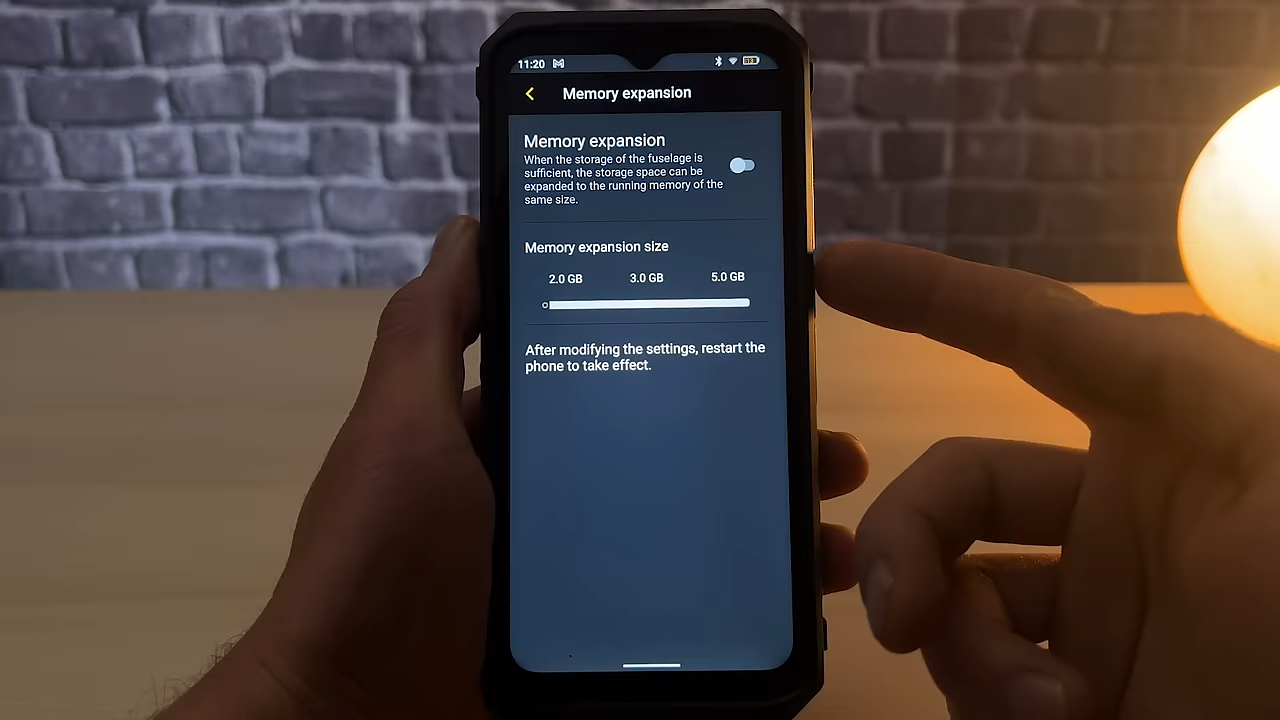 11:20
Memory expansion
Memory expansion
When the storage of the fuselage is
sufficient, the storage space can be
expanded to the running memory of the
same size.
Memory expansion size
2.0 GB 3.0 GB 5.0 GB
After modifying the settings, restart the
phone to take effect.